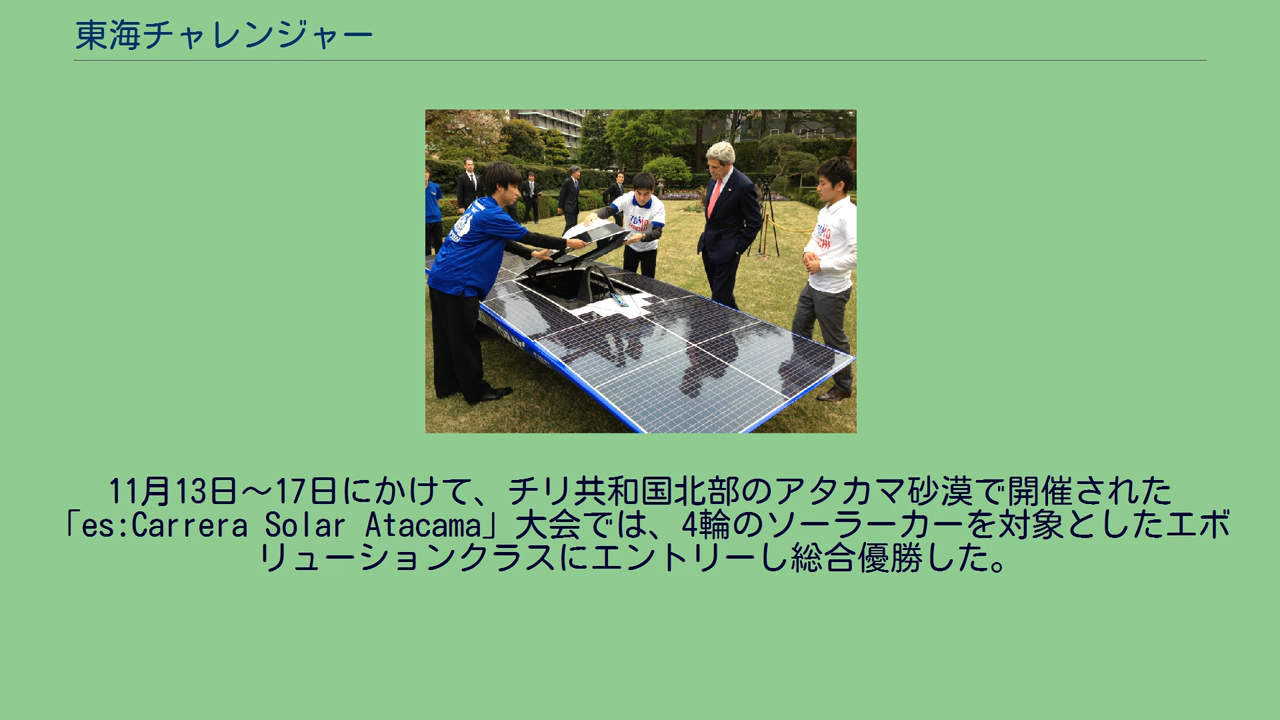 東海チャレンジャー
11月13日～17日にかけて、チリ共和国北部のアタカマ砂漠で開催された
「es:Carrera Solar Atacama」大会では、4輪のソーラーカーを対象としたエボ
リューションクラスにエントリーし総合優勝した。